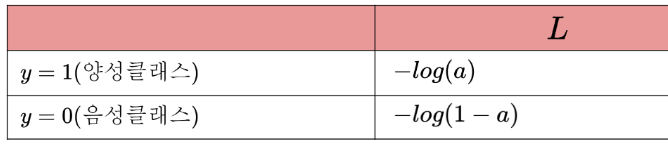 L
y = 1(양성클래스) -log(a)
y = 0(음성클래스) -log(1 - a)